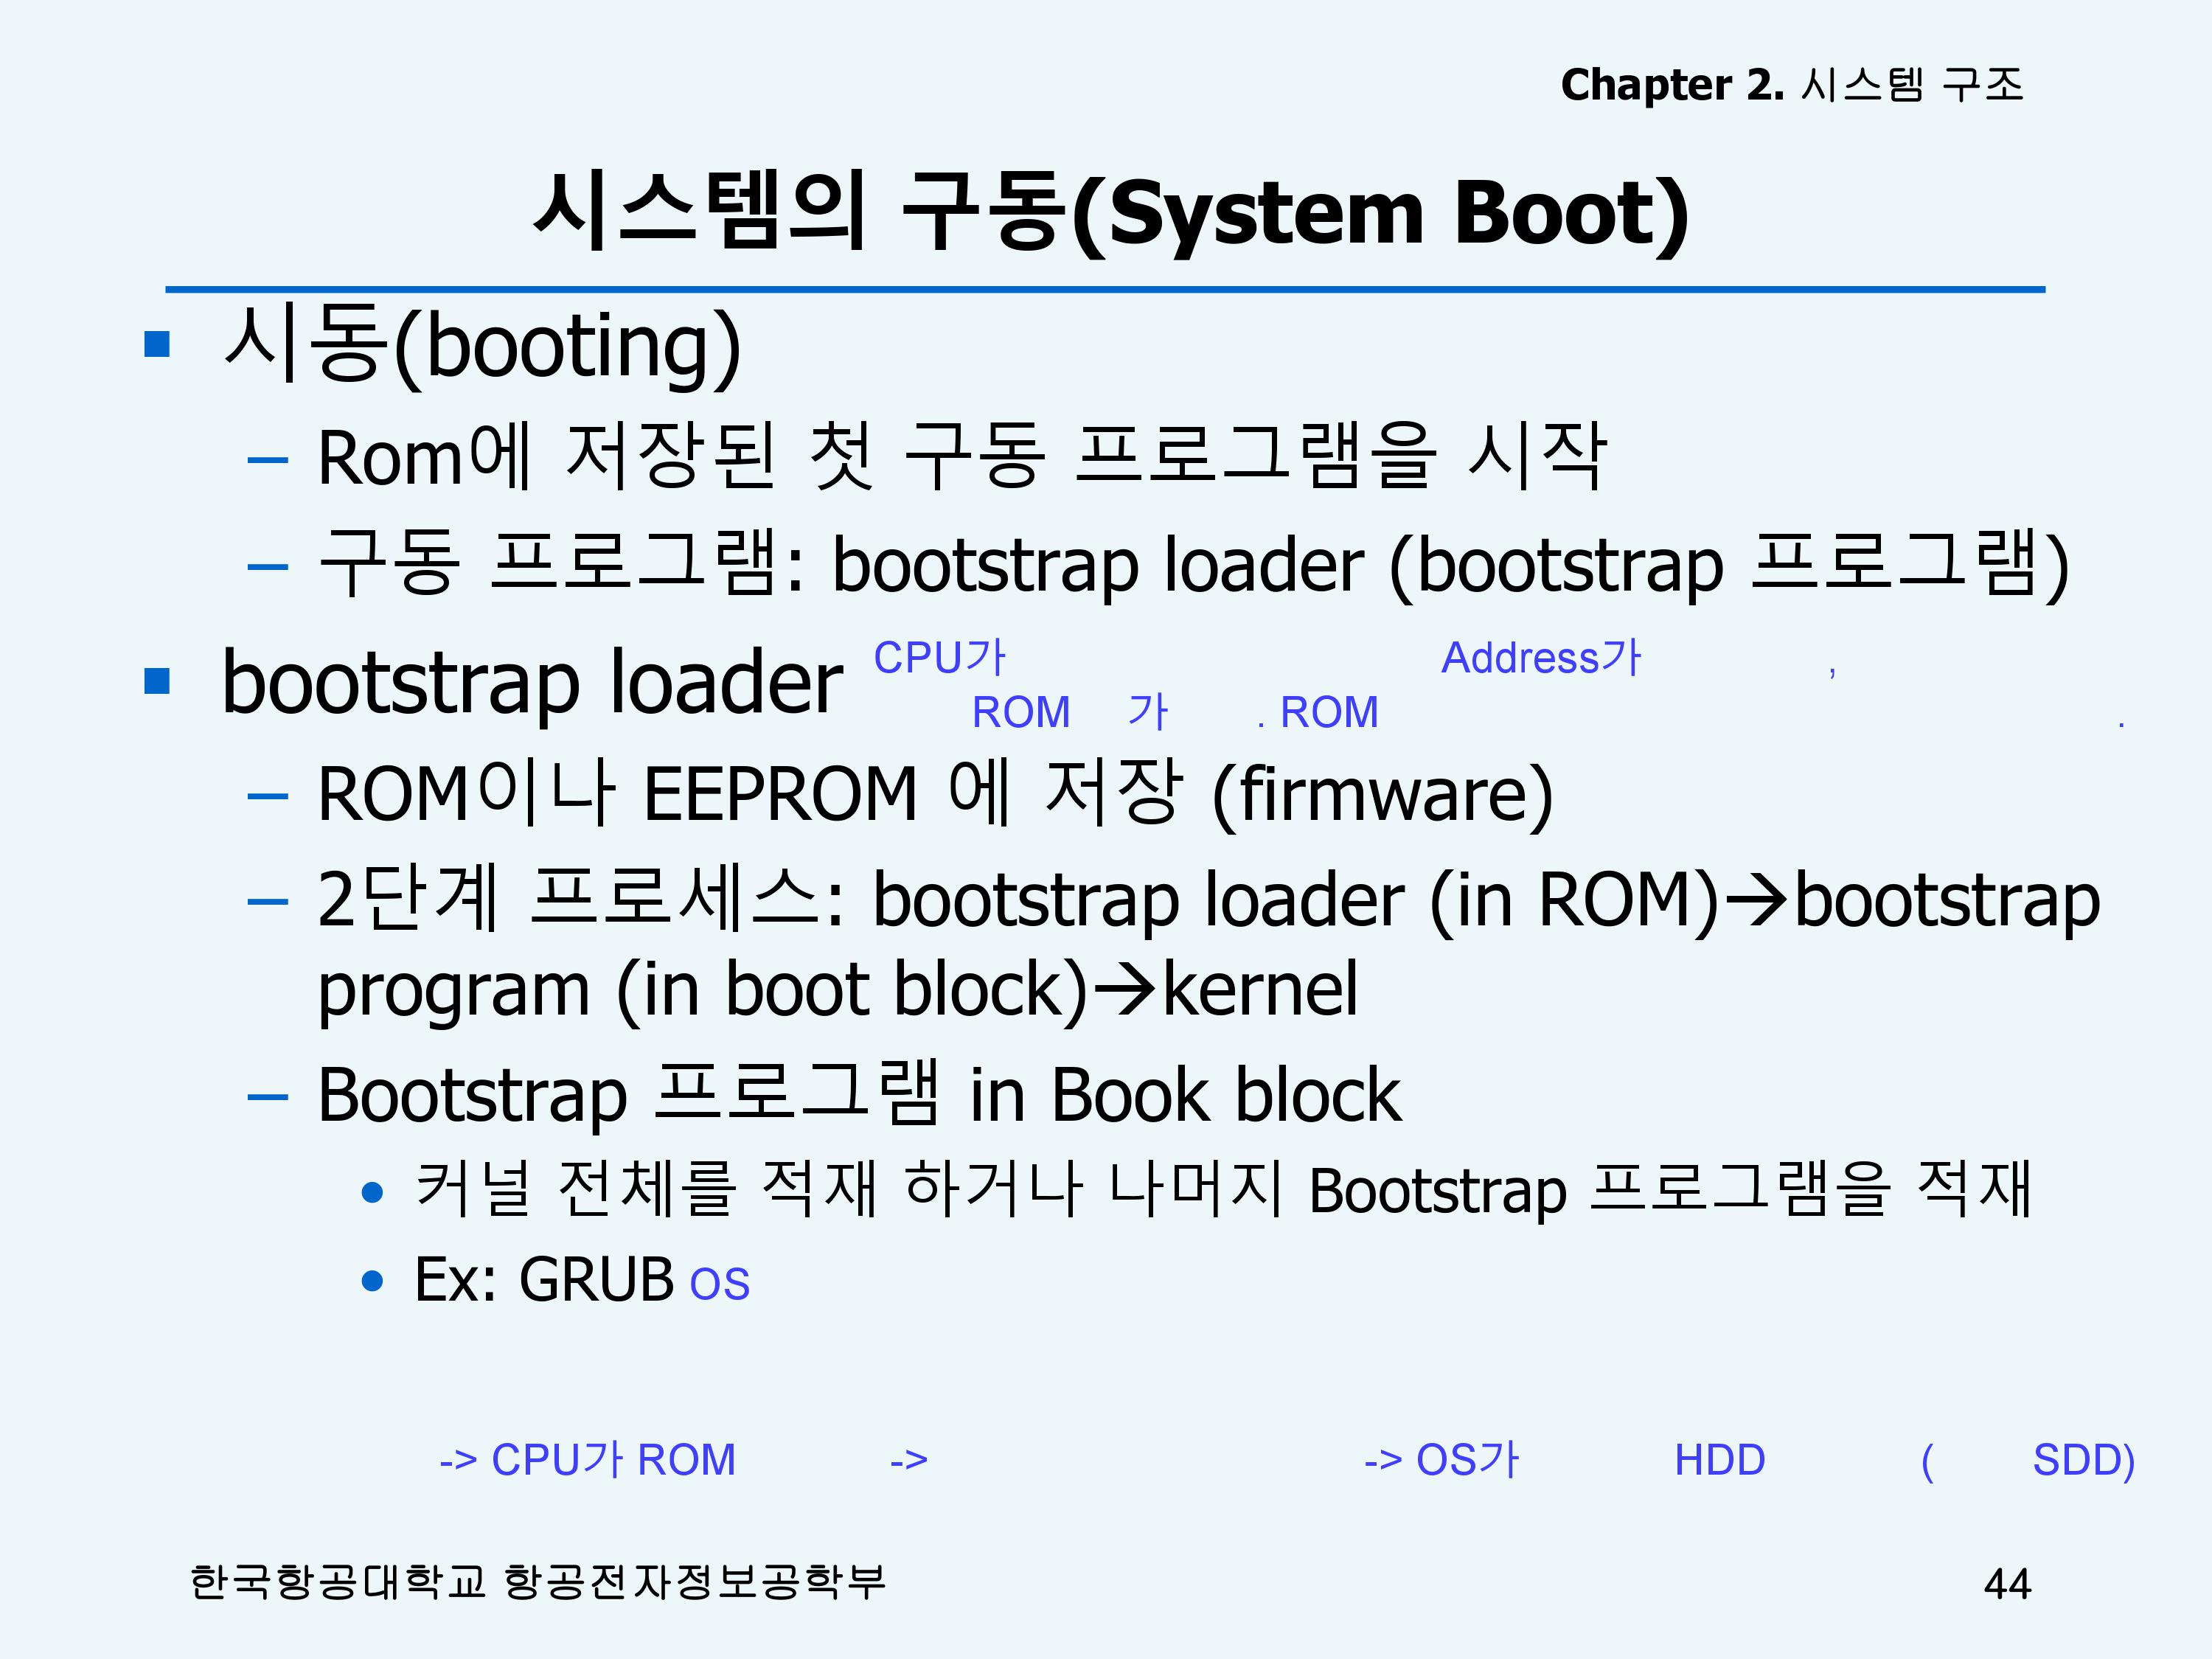 Chapter 2. 시스템 구조
시스템의 구동(System Boot)
시동(booting)
– Rom에 저장된 첫 구동 프로그램을 시작
– 구동 프로그램: bootstrap loader (bootstrap 프로그램)
bootstrap loader
CPU가 Address가 ,
ROM 가 . ROM .
– ROM이나 EEPROM 에 저장 (firmware)
– 2단계 프로세스: bootstrap loader (in ROM)→bootstrap
program (in boot block)→kernel
– Bootstrap 프로그램 in Book block
• 커널 전체를 적재 하거나 나머지 Bootstrap 프로그램을 적재
• Ex: GRUB OS
-> CPU가 ROM -> -> OS가 HDD ( SDD)
한국항공대학교 항공전자정보공학부
44